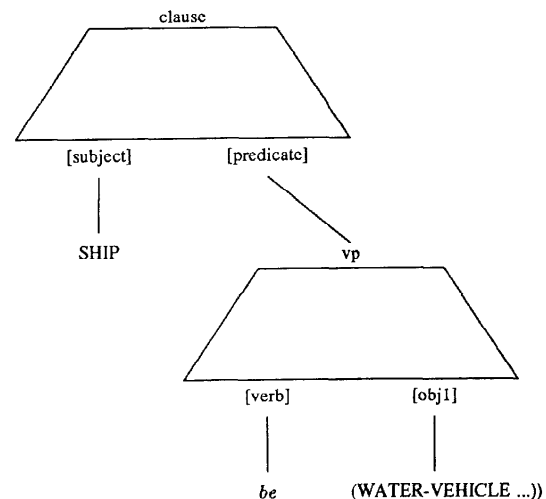 clause
[subject] [predicate]
SHIP
vp
[verb] [obj1]
be (WATER-VEHICLE ...))